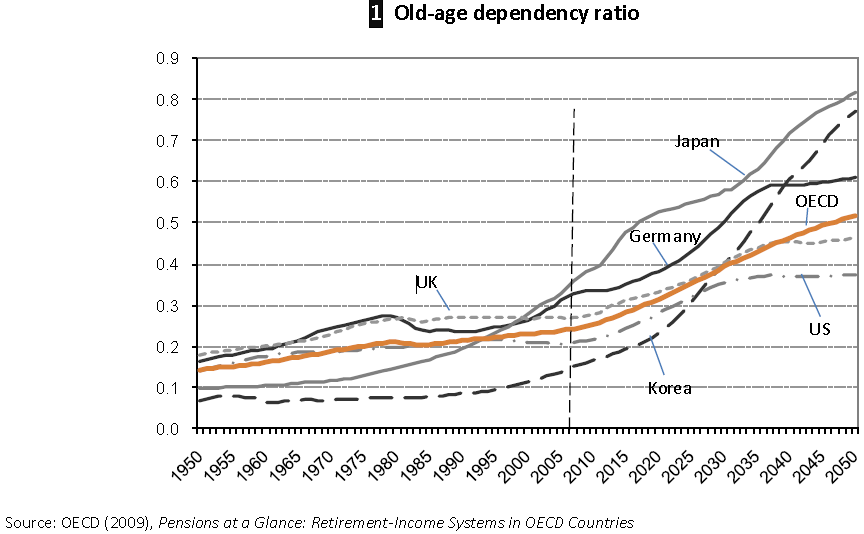 1 Old-age dependency ratio
0.9
0.8
0.7
0.6
0.5
0.4
0.3
0.2
0.1
0.0
Japan
OECD
Germany
UK
US
Korea
1950 1955 1960 1965 1970 1975 1980 1985 1990 1995 2000 2005 2010 2015 2020 2025 2030 2035 2040 2045 2050
Source: OECD (2009), Pensions at a Glance: Retirement-Income Systems in OECD Countries